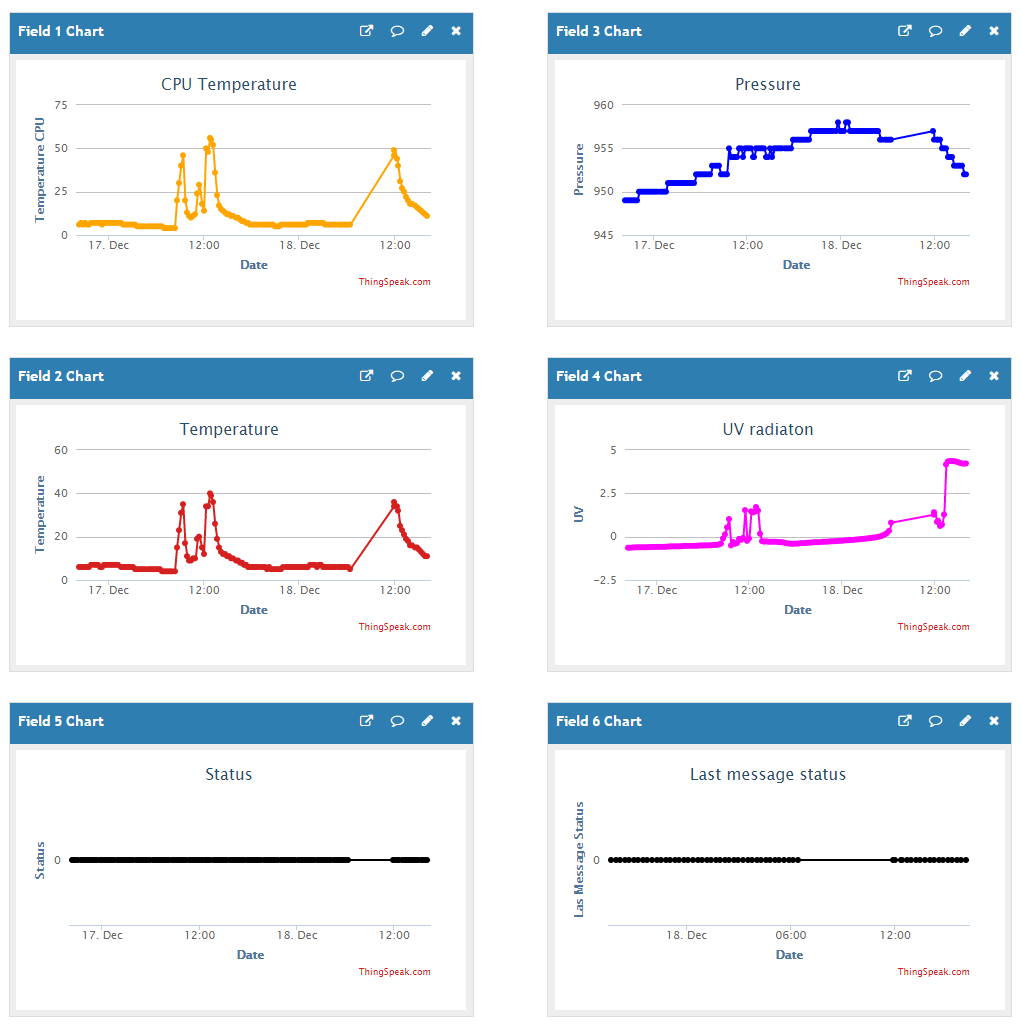 Field 1 Chart
CPU Temperature
Temperature CPU
75
50
25
0
17. Dec
12:00
18. Dec
12:00
Date
ThingSpeak.com
Field 3 Chart
Pressure
Pressure
960
955
950
945
17. Dec
12:00
18. Dec
12:00
Date
ThingSpeak.com
Field 2 Chart
Temperature
Temperature
60
40
20
0
17. Dec
12:00
18. Dec
12:00
Date
ThingSpeak.com
Field 4 Chart
UV radiaton
UV
5
2.5
0
−2.5
17. Dec
12:00
18. Dec
12:00
Date
ThingSpeak.com
Field 5 Chart
Status
Status
0
17. Dec
12:00
18. Dec
12:00
Date
ThingSpeak.com
Field 6 Chart
Last message status
Las Message Status
0
18. Dec
06:00
12:00
Date
ThingSpeak.com